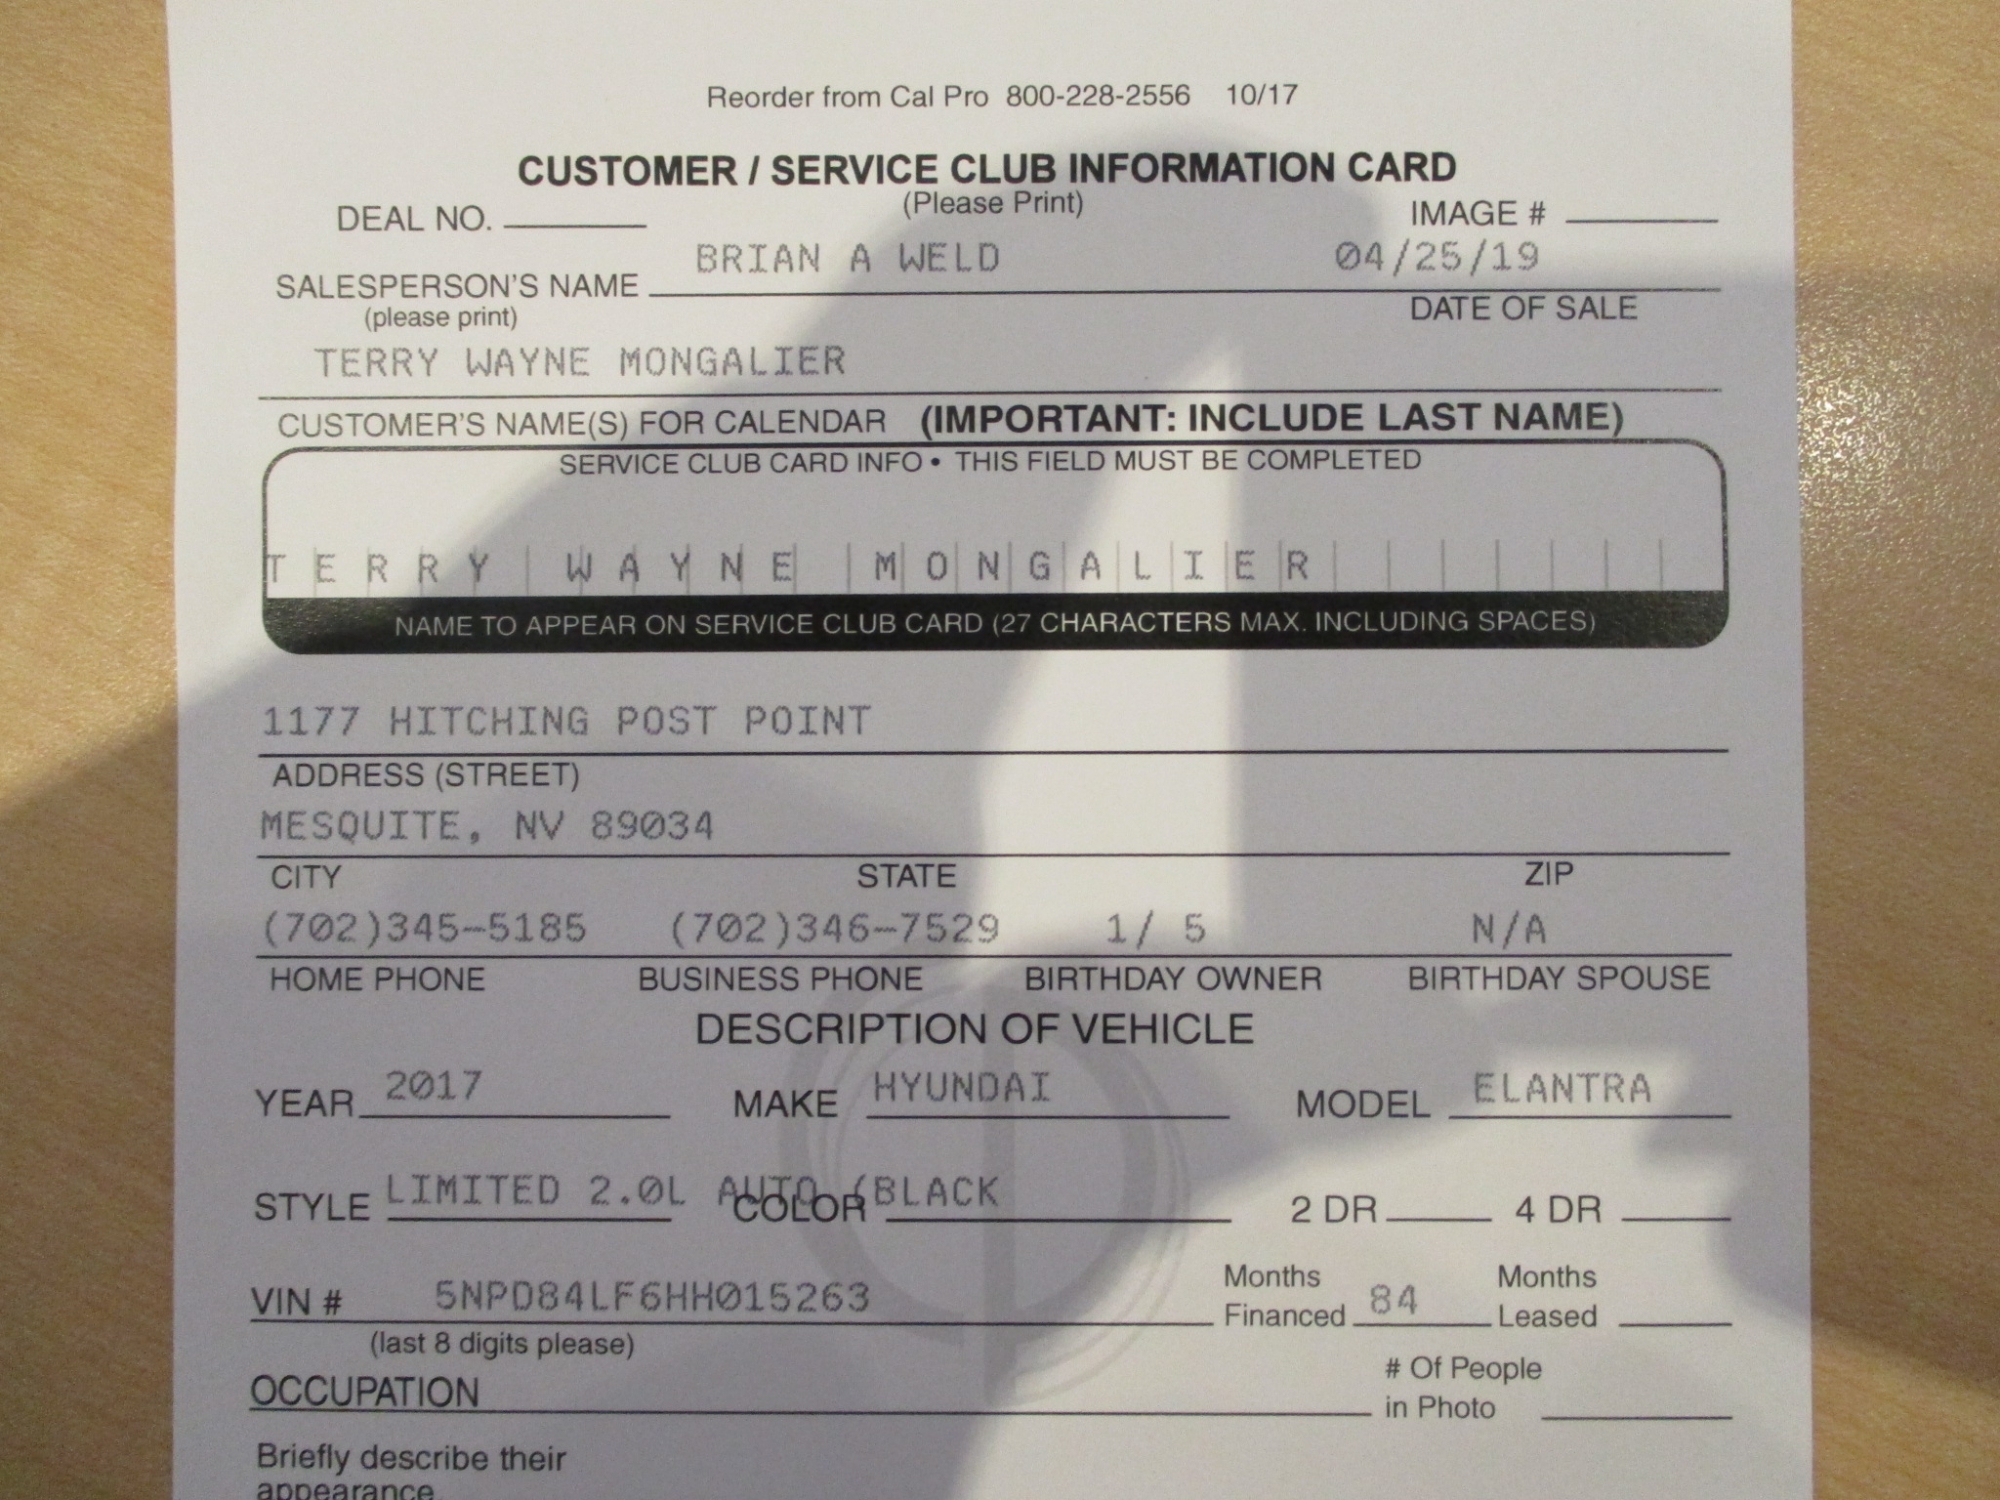 Reorder from Cal Pro 800-228-2556 10/17
CUSTOMER / SERVICE CLUB INFORMATION CARD
(Please Print)
DEAL NO. IMAGE #
BRIAN A WELD 04/25/19
SALESPERSON'S NAME DATE OF SALE
(please print)
TERRY WAYNE MONGALIER
CUSTOMER'S NAME(S) FOR CALENDAR (IMPORTANT: INCLUDE LAST NAME)
SERVICE CLUB CARD INFO • THIS FIELD MUST BE COMPLETED
TERRY WAYNE MONGALIER
NAME TO APPEAR ON SERVICE CLUB CARD (27 CHARACTERS MAX. INCLUDING SPACES)
1177 HITCHING POST POINT
ADDRESS (STREET)
MESQUITE, NV 89034
CITY STATE ZIP
(702)345-5185 (702)346-7529 1/ 5 N/A
HOME PHONE BUSINESS PHONE BIRTHDAY OWNER BIRTHDAY SPOUSE
DESCRIPTION OF VEHICLE
YEAR 2017 MAKE HYUNDAI MODEL ELANTRA
STYLE LIMITED 2.0L AUTO (COLOR BLACK 2 DR 4 DR
VIN # 5NPD84LF6HH015263 Months Financed 84 Months Leased
(last 8 digits please)
OCCUPATION # Of People in Photo
Briefly describe their
appearance